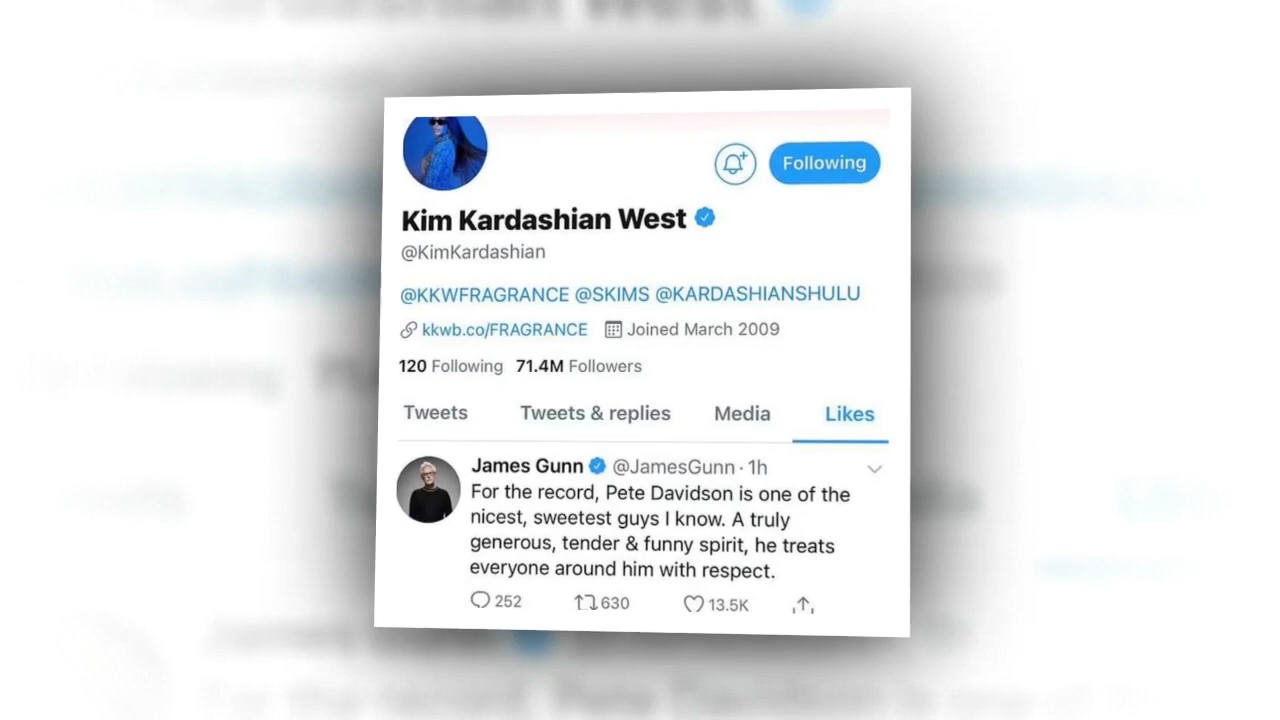 Following
Kim Kardashian West
@KimKardashian
@KKWFRAGRANCE @SKIMS @KARDASHIANSHULU
kkwb.co/FRAGRANCE Joined March 2009
120 Following 71.4M Followers
Tweets Tweets & replies Media Likes
James Gunn @JamesGunn · 1h
For the record, Pete Davidson is one of the
nicest, sweetest guys I know. A truly
generous, tender & funny spirit, he treats
everyone around him with respect.
252 630 13.5K